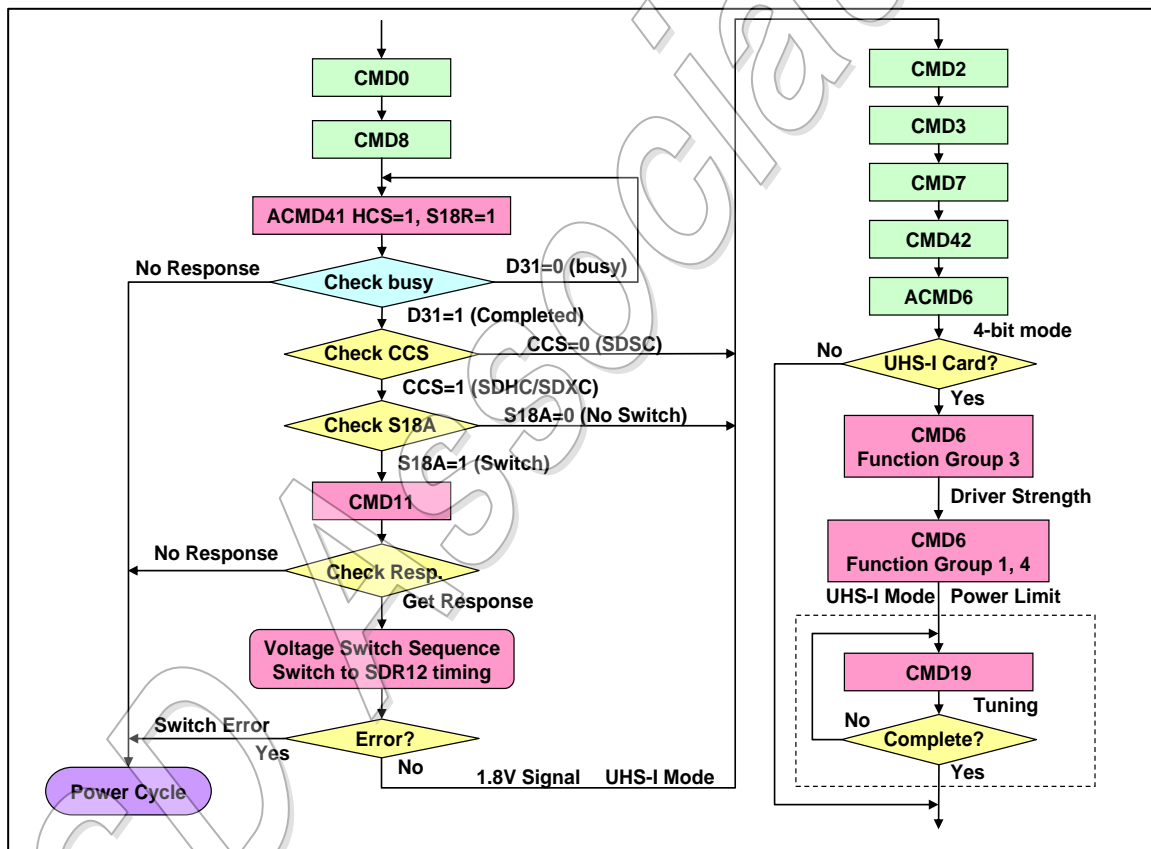 CMD0
CMD8
ACMD41 HCS=1, S18R=1
No Response
Check busy
D31=0 (busy)
D31=1 (Completed)
Check CCS
CCS=0 (SDSC)
CCS=1 (SDHC/SDXC)
Check S18A
S18A=0 (No Switch)
S18A=1 (Switch)
CMD11
No Response
Check Resp.
Get Response
Voltage Switch Sequence
Switch to SDR12 timing
Switch Error
Yes
Error?
No
1.8V Signal UHS-I Mode
Power Cycle
CMD2
CMD3
CMD7
CMD42
ACMD6
4-bit mode
No
UHS-I Card?
Yes
CMD6
Function Group 3
Driver Strength
CMD6
Function Group 1, 4
UHS-I Mode Power Limit
CMD19
Tuning
No
Complete?
Yes
D Associa